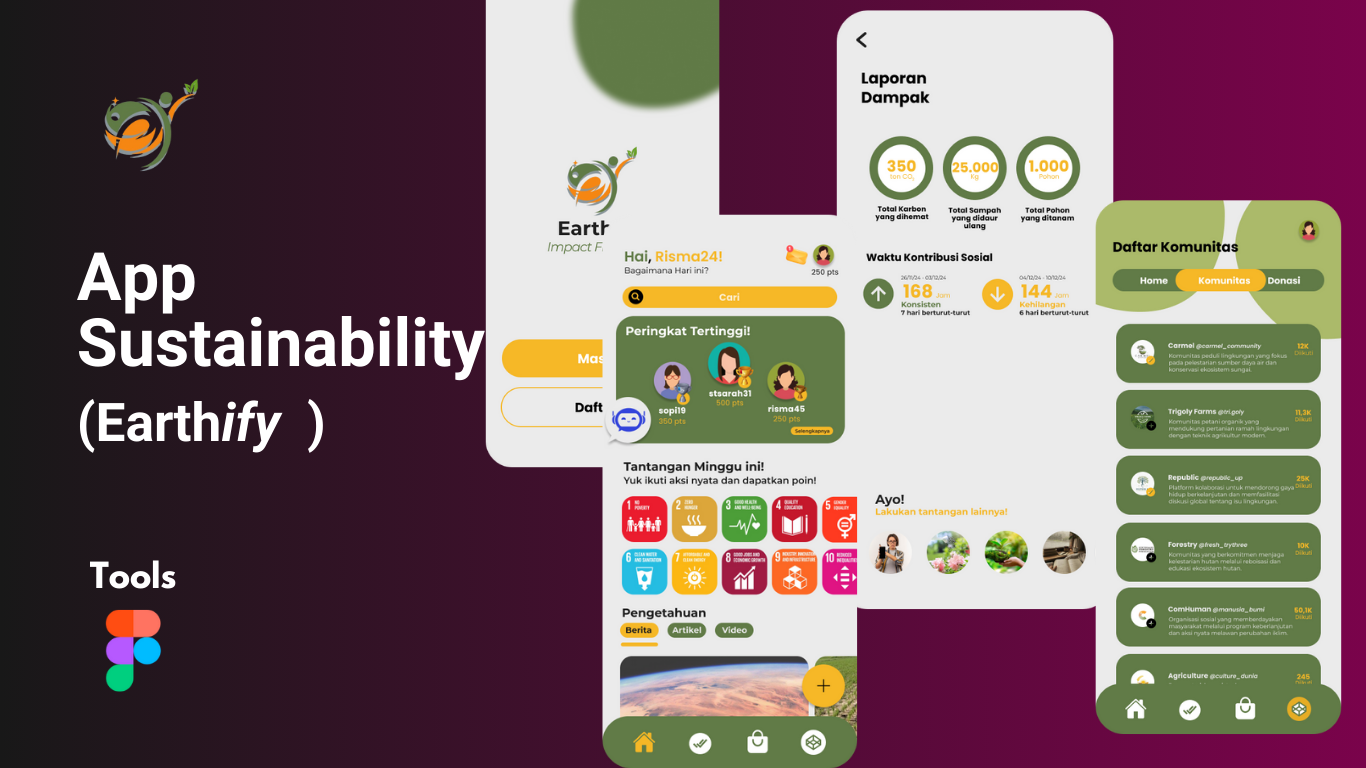 App
Sustainability
(Earthify )
Tools
Earth
Impact F
Mas
Daft
Hai, Risma24!
Bagaimana Hari ini?
250 pts
Cari
Peringkat Tertinggi!
sopi19
350 pts
stsarah31
500 pts
risma45
250 pts
Selengkapnya
Tantangan Minggu ini!
Yuk ikuti aksi nyata dan dapatkan poin!
1 NO POVERTY
2 ZERO HUNGER
3 GOOD HEALTH AND WELL-BEING
4 QUALITY EDUCATION
5 GENDER EQUALITY
6 CLEAN WATER AND SANITATION
7 AFFORDABLE AND CLEAN ENERGY
8 GOOD JOBS AND ECONOMIC GROWTH
9 INDUSTRY, INNOVATION AND INFRASTRUCTURE
10 REDUCED
Pengetahuan
Berita Artikel Video
Laporan
Dampak
350
ton CO₂
Total Karbon
yang dihemat
25.000
Kg
Total Sampah
yang didaur
ulang
1.000
Pohon
Total Pohon
yang ditanam
Waktu Kontribusi Sosial
26/11/24 - 03/12/24
168 Jam
Konsisten
7 hari berturut-turut
04/12/24 - 10/12/24
144 Jam
Kehilangan
6 hari berturut-turut
Ayo!
Lakukan tantangan lainnya!
Daftar Komunitas
Home Komunitas Donasi
Carmel @carmel_community
12K
Diikuti
Komunitas peduli lingkungan yang fokus
pada pelestarian sumber daya air dan
konservasi ekosistem sungai.
Trigoly Farms @tri.goly
11,3K
Diikuti
Komunitas petani organik yang
mendukung pertanian ramah lingkungan
dengan teknik agrikultur modern.
Republic @republic_up
25K
Diikuti
Platform kolaborasi untuk mendorong gaya
hidup berkelanjutan dan memfasilitasi
diskusi global tentang isu lingkungan.
Forestry @fresh_trythree
10K
Diikuti
Komunitas yang berkomitmen menjaga
kelestarian hutan melalui reboisasi dan
edukasi ekosistem hutan.
ComHuman @manusia_bumi
50,1K
Diikuti
Organisasi sosial yang memberdayakan
masyarakat melalui program keberlanjutan
dan aksi nyata melawan perubahan iklim.
Agriculture @culture_dunia
245